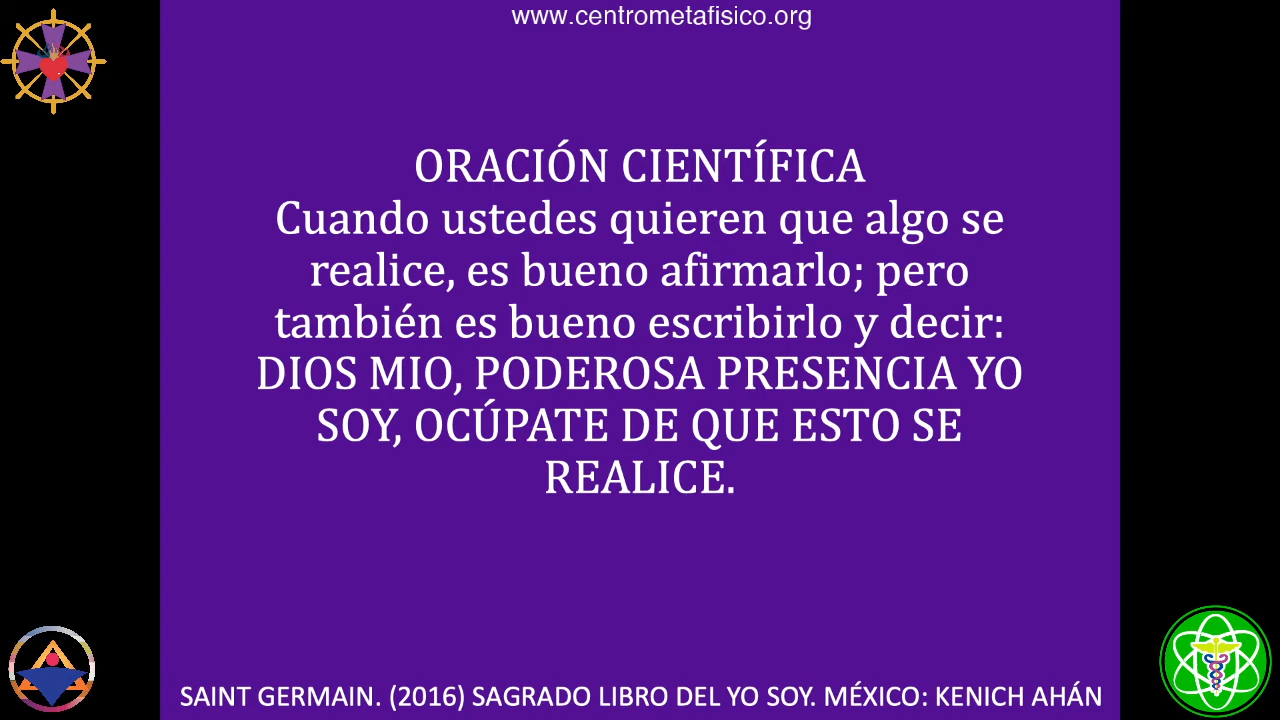 www.centrometafisico.org
ORACIÓN CIENTÍFICA
Cuando ustedes quieren que algo se
realice, es bueno afirmarlo; pero
también es bueno escribirlo y decir:
DIOS MIO, PODEROSA PRESENCIA YO
SOY, OCÚPATE DE QUE ESTO SE
REALICE.
SAINT GERMAIN. (2016) SAGRADO LIBRO DEL YO SOY. MÉXICO: KENICH AHÁN